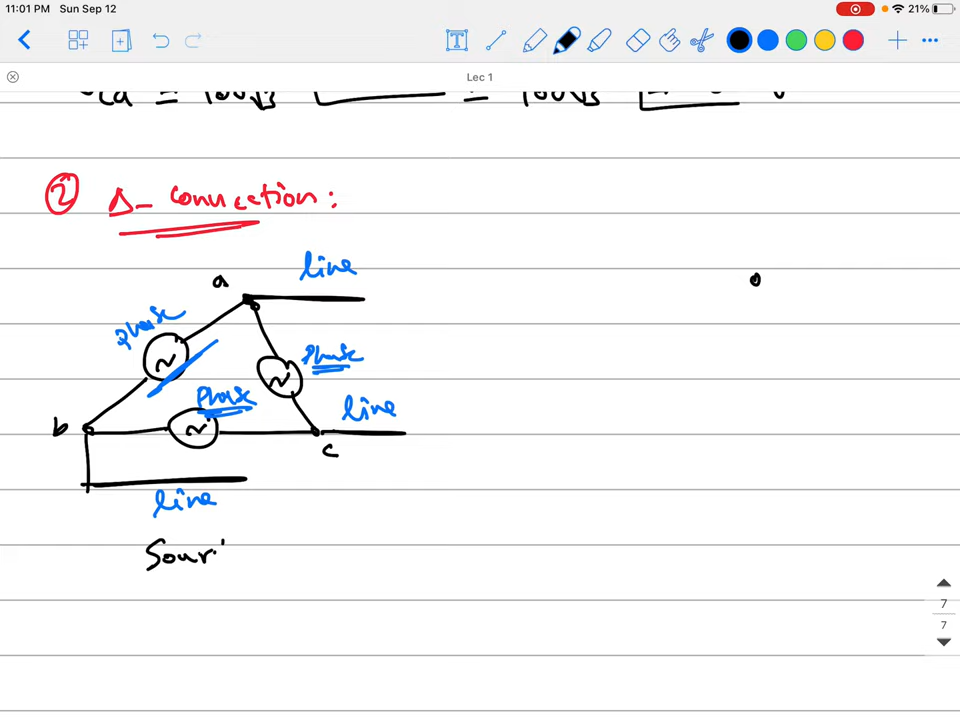 11:01 PM Sun Sep 12
21%
Lec 1
② Δ- connection:
line
a
phase
phase
phase
line
b
c
line
Sour
7
7